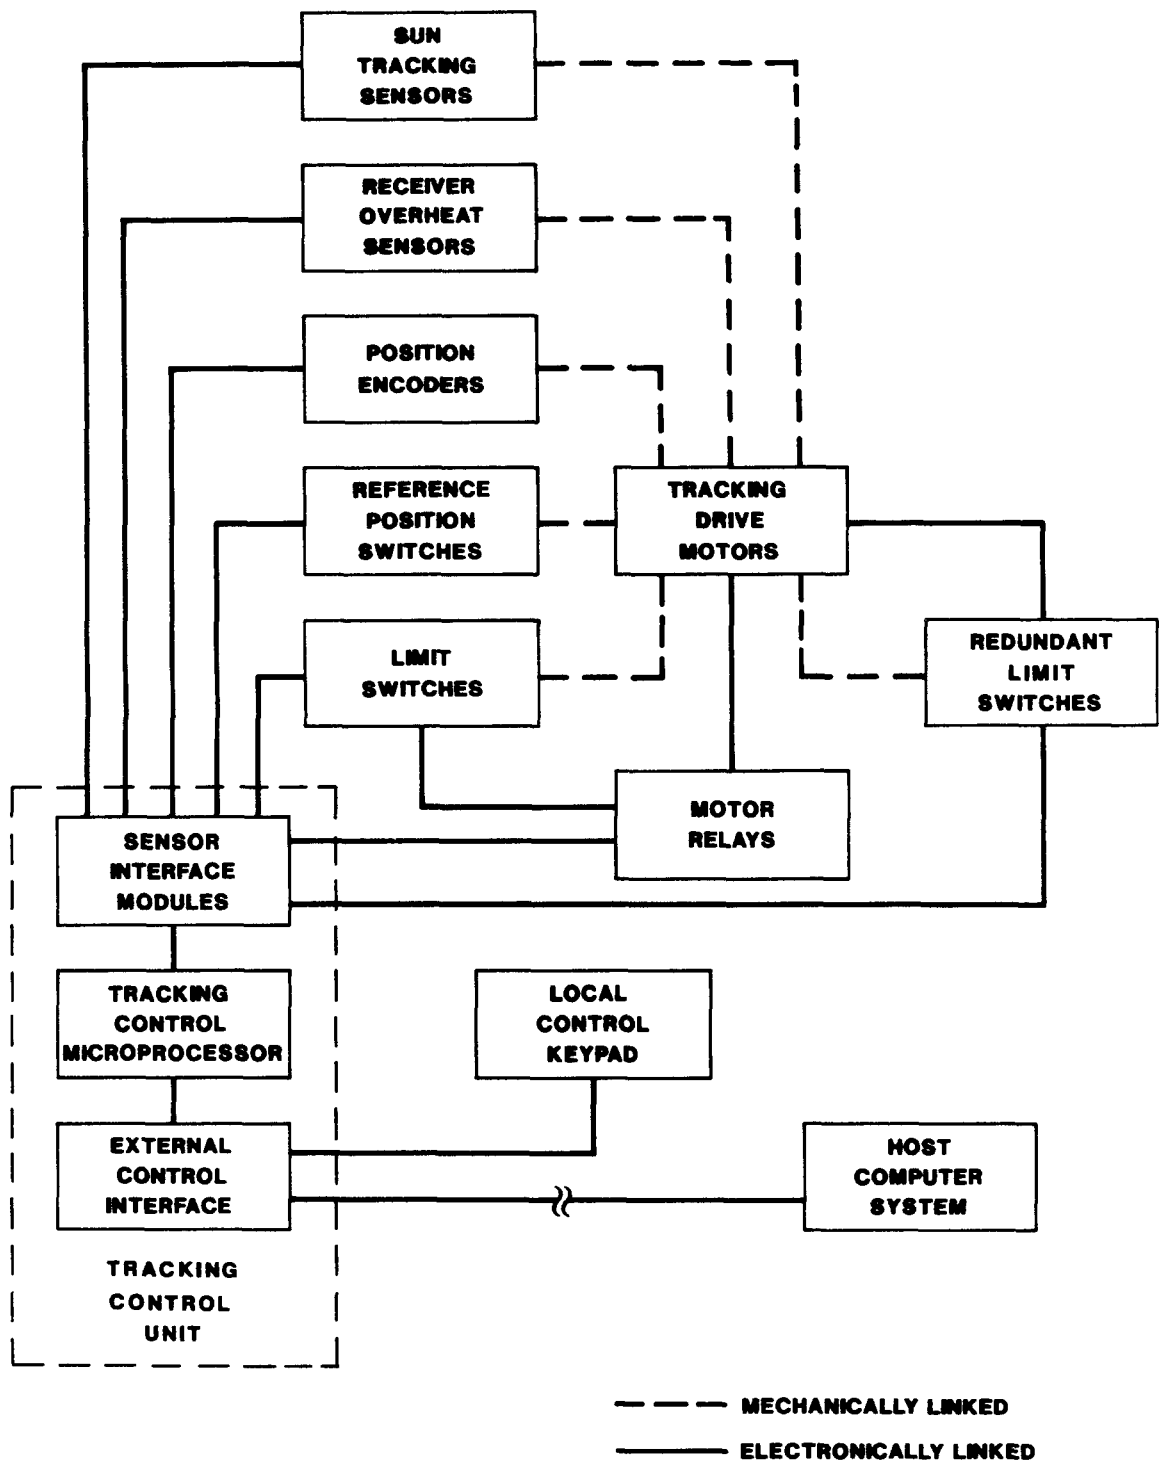 SUN
TRACKING
SENSORS
RECEIVER
OVERHEAT
SENSORS
POSITION
ENCODERS
REFERENCE
POSITION
SWITCHES
TRACKING
DRIVE
MOTORS
LIMIT
SWITCHES
REDUNDANT
LIMIT
SWITCHES
MOTOR
RELAYS
SENSOR
INTERFACE
MODULES
TRACKING
CONTROL
MICROPROCESSOR
LOCAL
CONTROL
KEYPAD
EXTERNAL
CONTROL
INTERFACE
HOST
COMPUTER
SYSTEM
TRACKING
CONTROL
UNIT
MECHANICALLY LINKED
ELECTRONICALLY LINKED